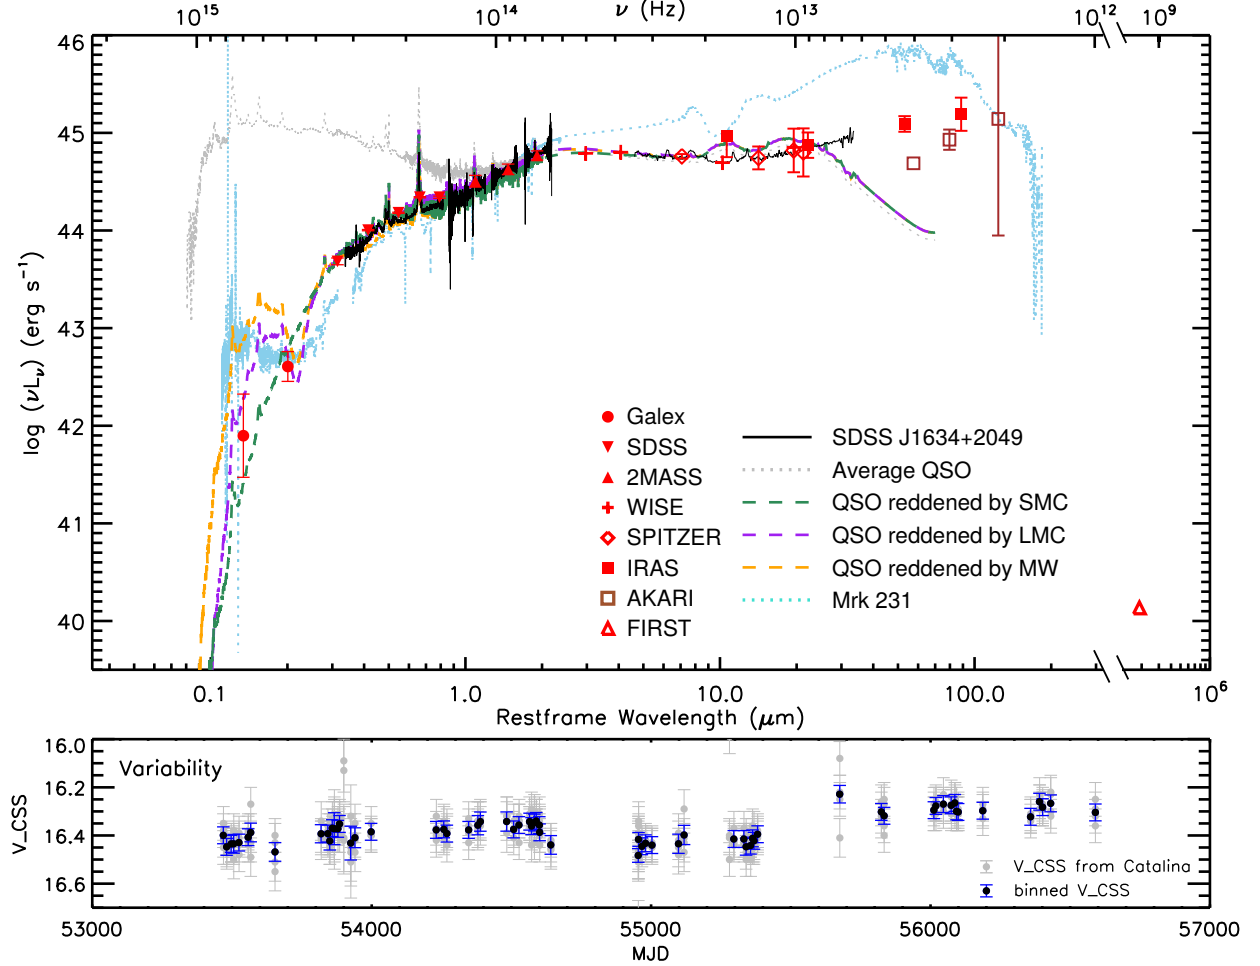 ν (Hz)
10^15 10^14 10^13 10^12 10^9
46
45
44
43
42
41
40
log (νL_ν) (erg s^−1)
Galex
SDSS
2MASS
WISE
SPITZER
IRAS
AKARI
FIRST
SDSS J1634+2049
Average QSO
QSO reddened by SMC
QSO reddened by LMC
QSO reddened by MW
Mrk 231
0.1 1.0 10.0 100.0 10^6
Restframe Wavelength (μm)
Variability
16.0
16.2
16.4
16.6
V_CSS
V_CSS from Catalina
binned V_CSS
53000 54000 55000 56000 57000
MJD